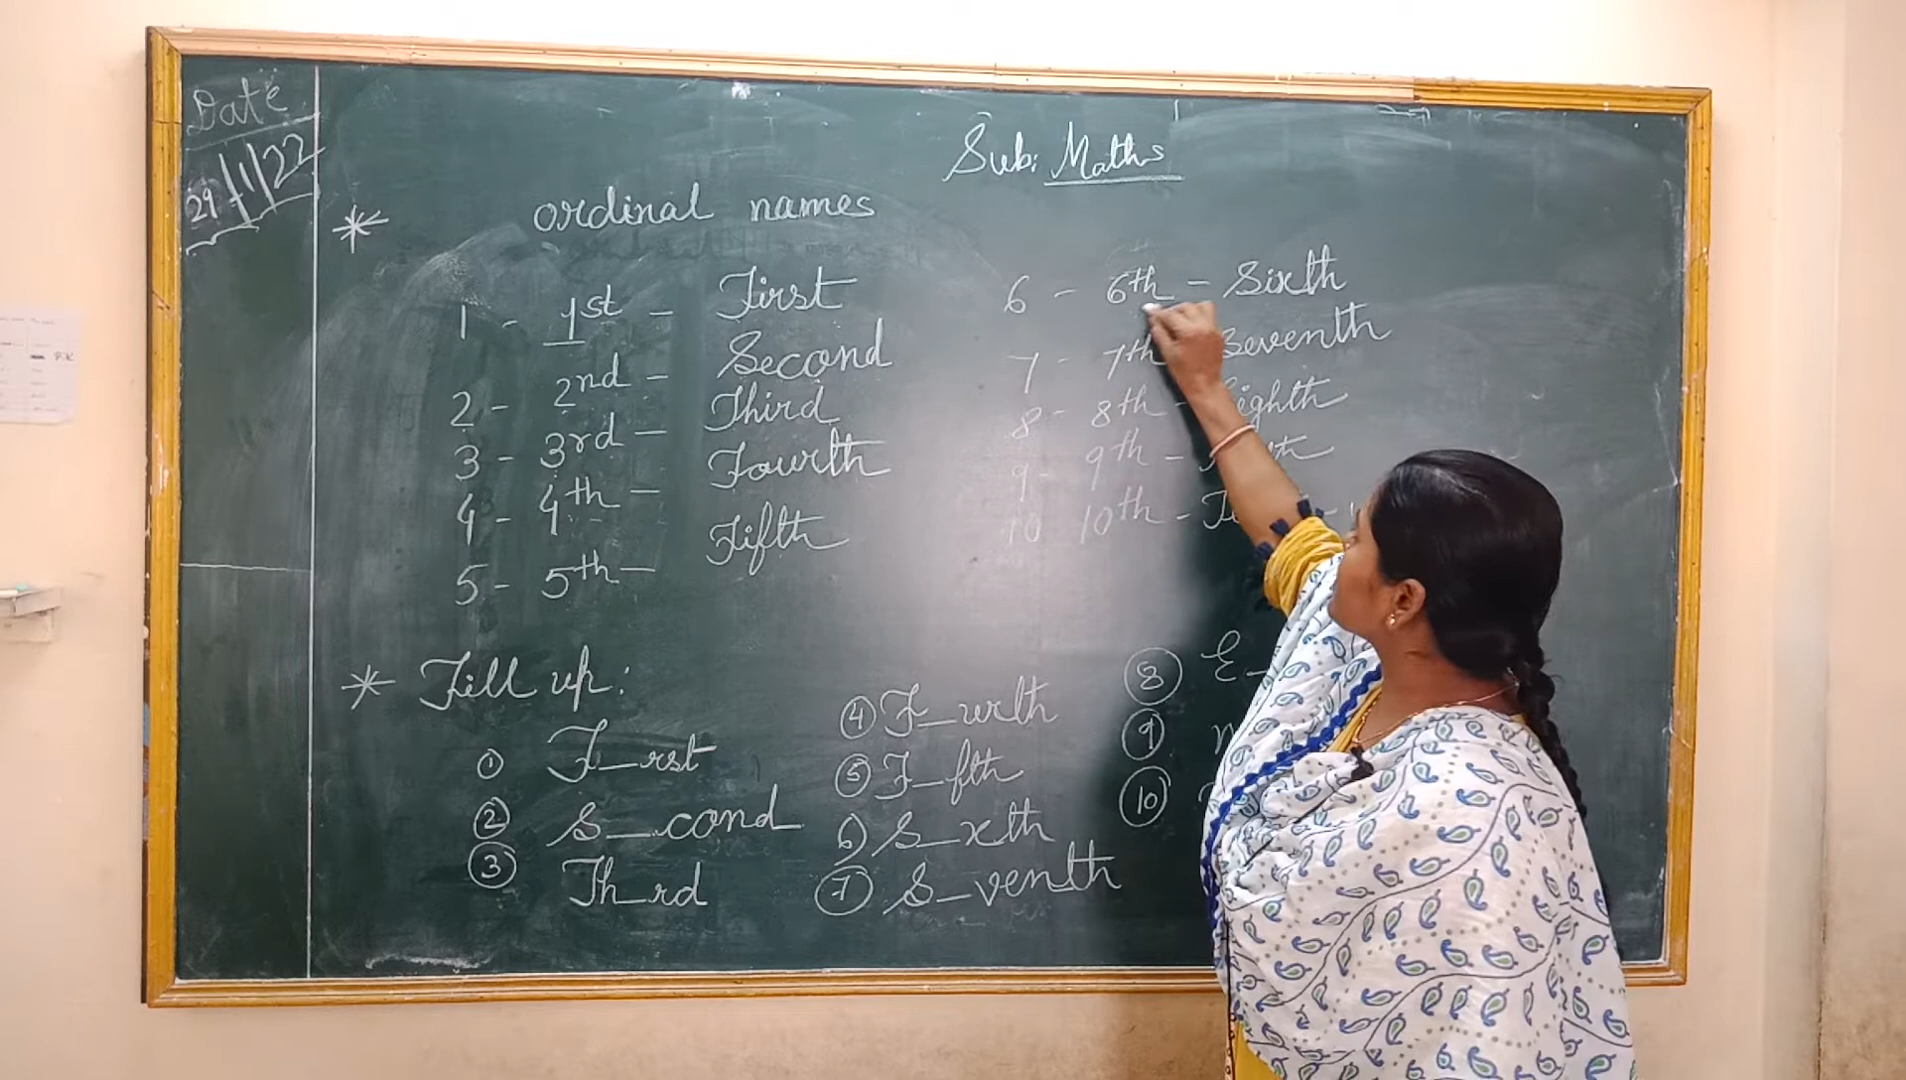 Date
29/11/22
Sub: Maths
* ordinal names
1 - 1st - First
2 - 2nd - Second
3 - 3rd - Third
4 - 4th - Fourth
5 - 5th - Fifth
6 - 6th - Sixth
7 - 7th Seventh
8 - 8th - Eighth
9 - 9th -
10 10th -
* Fill up:
① F_rst
② S_cond
③ Th_rd
④ F_urth
⑤ F_fth
6) S_xth
⑦ S_venth
⑧ E_
⑨
⑩